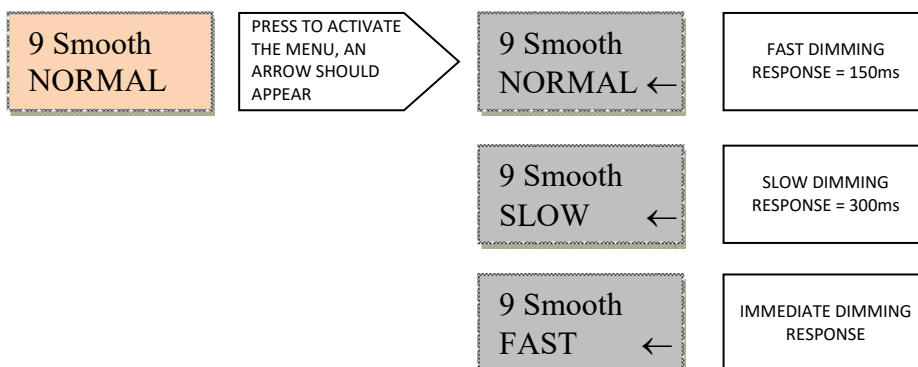 9 Smooth
NORMAL
PRESS TO ACTIVATE
THE MENU, AN
ARROW SHOULD
APPEAR
9 Smooth
NORMAL ←
FAST DIMMING
RESPONSE = 150ms
9 Smooth
SLOW ←
SLOW DIMMING
RESPONSE = 300ms
9 Smooth
FAST ←
IMMEDIATE DIMMING
RESPONSE